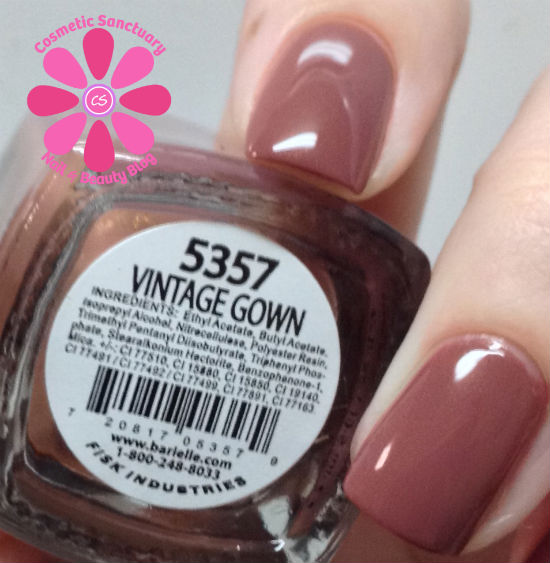 Cosmetic Sanctuary
CS
Nail & Beauty Blog
5357
VINTAGE GOWN
INGREDIENTS: Ethyl Acetate, Butyl Acetate,
Isopropyl Alcohol, Nitrocellulose, Polyester Resin,
Trimethyl Pentanyl Diisobutyrate, Triphenyl Phos-
phate, Stearalkonium Hectorite, Benzophenone-1,
Mica. +/-: CI 77510, CI 15880, CI 15850, CI 19140,
CI 77491 / CI 77492 / CI 77499, CI 77891, CI 77163.
7 20817 05357 9
www.barielle.com
1-800-248-8033
FISK INDUSTRIES